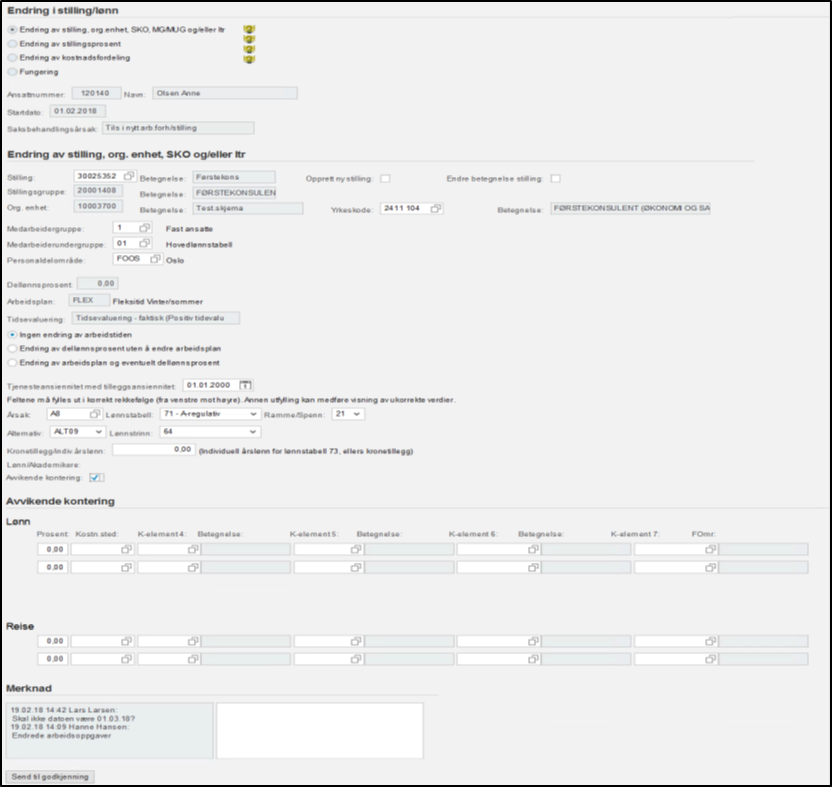 Endring i stilling/lønn
Endring av stilling, org.enhet, SKO, MG/MUG og/eller ltr
Endring av stillingsprosent
Endring av kostnadsfordeling
Fungering
Ansattnummer: 120140 Navn: Olsen Anne
Startdato: 01.02.2018
Saksbehandlingsårsak: Tils i nytt arb.forh/stilling
Endring av stilling, org. enhet, SKO og/eller ltr
Stilling: 30025352 Betegnelse: Førstekons Opprett ny stilling: Endre betegnelse stilling:
Stillingsgruppe: 20001408 Betegnelse: FØRSTEKONSULEN
Org. enhet: 10003700 Betegnelse: Test skjema Yrkeskode: 2411 104 Betegnelse: FØRSTEKONSULENT (ØKONOMI OG SA
Medarbeidergruppe: 1 Fast ansatte
Medarbeiderundergruppe: 01 Hovedlønnstabell
Personaldelområde: FOOS Oslo
Dellønnsprosent: 0,00
Arbeidsplan: FLEX Fleksitid Vinter/sommer
Tidsevaluering: Tidsevaluering - faktisk (Positiv tidevalu
Ingen endring av arbeidstiden
Endring av dellønnsprosent uten å endre arbeidsplan
Endring av arbeidsplan og eventuelt dellønnsprosent
Tjenesteansiennitet med tilleggsansiennitet: 01.01.2000
Feltene må fylles ut i korrekt rekkefølge (fra venstre mot høyre). Annen utfylling kan medføre visning av ukorrekte verdier.
Årsak: A8 Lønnstabell: 71 - A-regulativ Ramme/Spenn: 21
Alternativ: ALT09 Lønnstrinn: 64
Kronetillegg/indiv.årslønn: 0,00 (Individuell årslønn for lønnstabell 73, ellers kronetillegg)
Lønn/Akademikere:
Avvikende kontering:
Avvikende kontering
Lønn
Prosent: Kostn.sted: K-element 4: Betegnelse: K-element 5: Betegnelse: K-element 6: Betegnelse: K-element 7: FOmr:
0,00
0,00
Reise
0,00
0,00
Merknad
19.02.18 14:42 Lars Larsen:
Skal ikke datoen være 01.03.18?
19.02.18 14:09 Hanne Hansen:
Endrede arbeidsoppgaver
Send til godkjenning